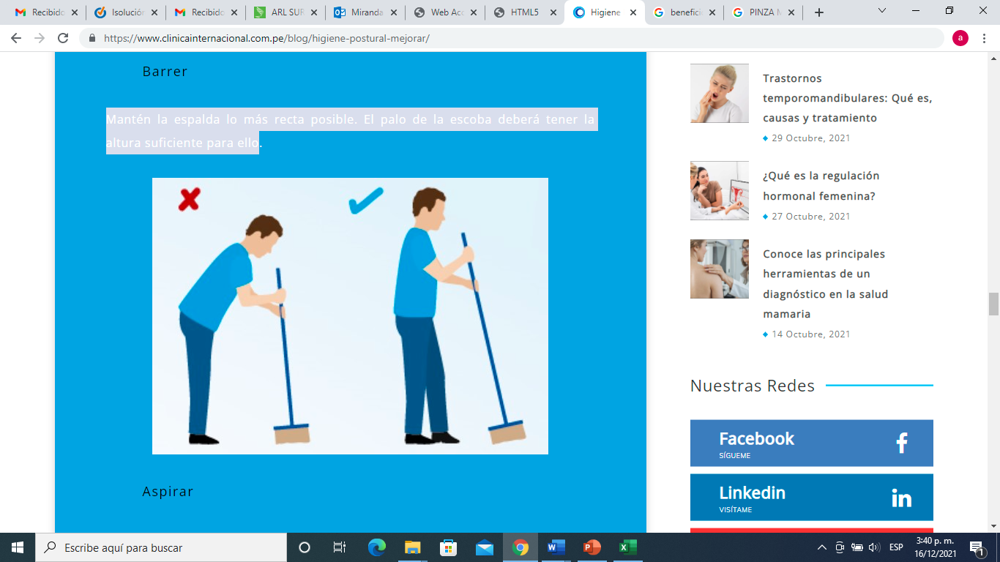 Recibido
Isolución
Recibido
ARL SUR
Miranda
Web Acc
HTML5
Higiene
benefici
PINZA M
https://www.clinicainternacional.com.pe/blog/higiene-postural-mejorar/
a
Barrer
Mantén la espalda lo más recta posible. El palo de la escoba deberá tener la
altura suficiente para ello.
Aspirar
Trastornos
temporomandibulares: Qué es,
causas y tratamiento
29 Octubre, 2021
¿Qué es la regulación
hormonal femenina?
27 Octubre, 2021
Conoce las principales
herramientas de un
diagnóstico en la salud
mamaria
14 Octubre, 2021
Nuestras Redes
Facebook
SÍGUEME
Linkedin
VISÍTAME
Escribe aquí para buscar
ESP
3:40 p. m.
16/12/2021
1